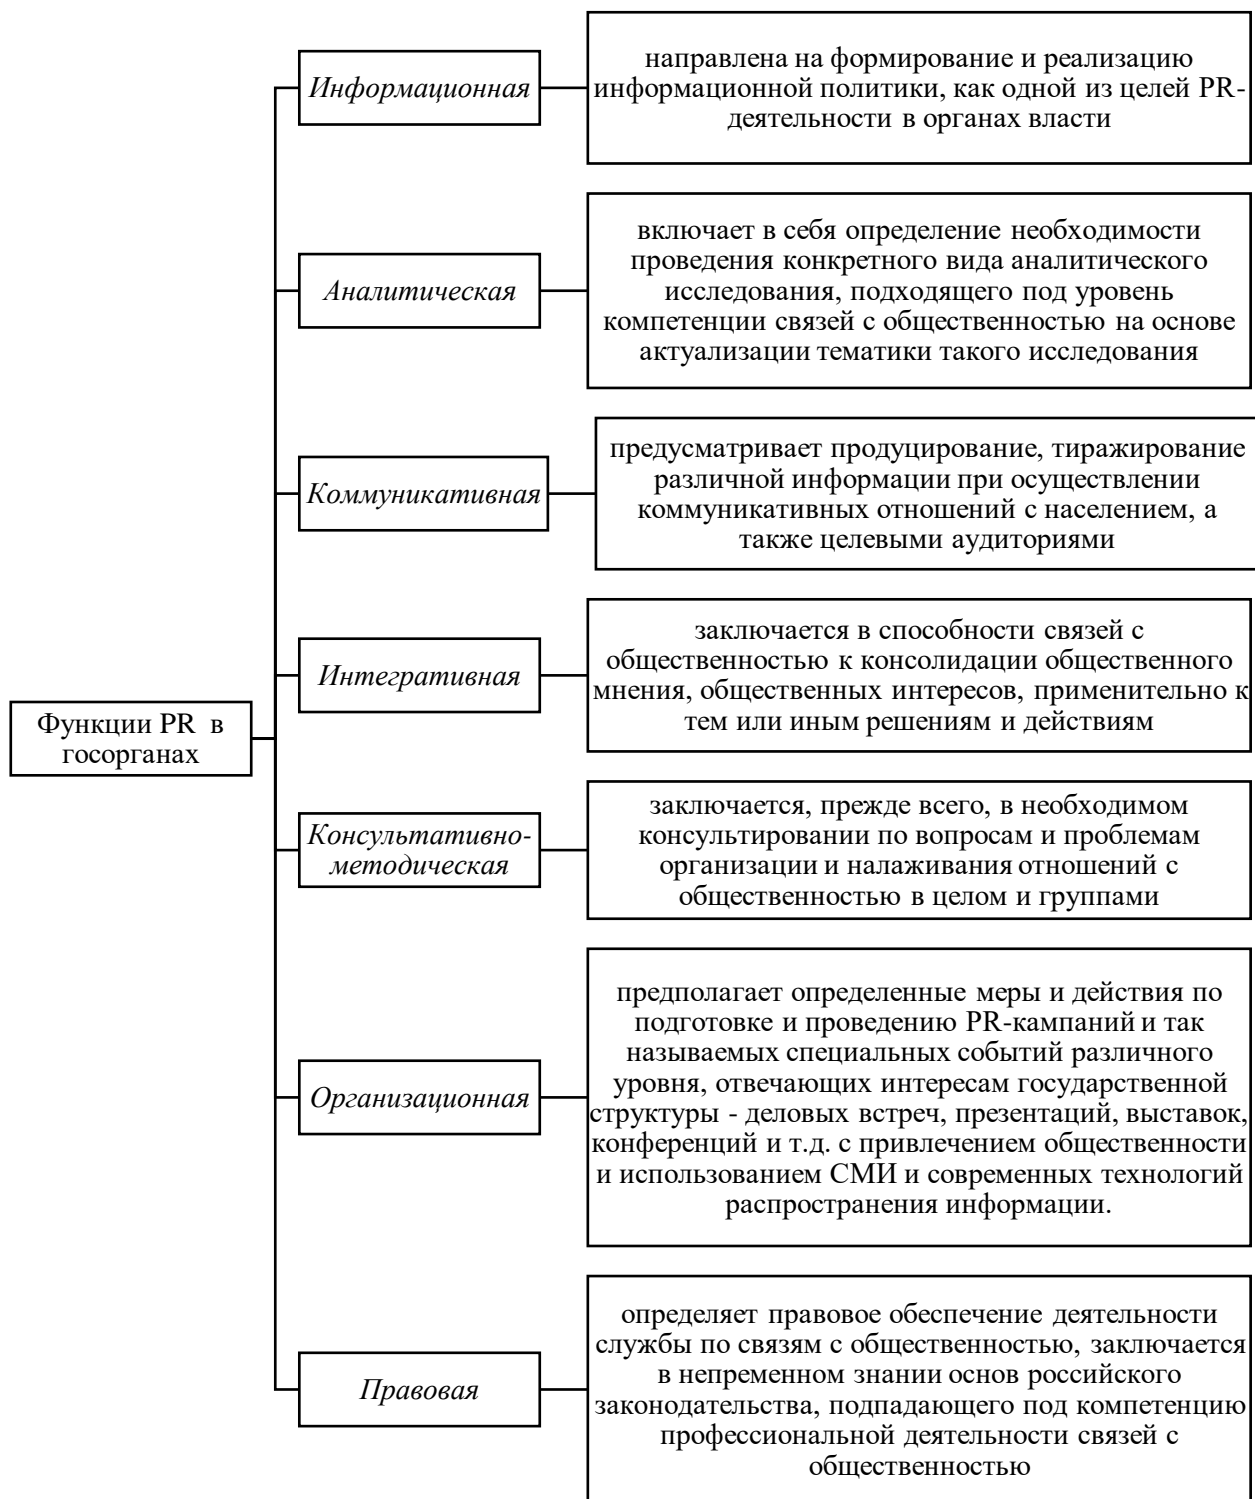 Функции PR в
госорганах
Информационная
направлена на формирование и реализацию
информационной политики, как одной из целей PR-
деятельности в органах власти
Аналитическая
включает в себя определение необходимости
проведения конкретного вида аналитического
исследования, подходящего под уровень
компетенции связей с общественностью на основе
актуализации тематики такого исследования
Коммуникативная
предусматривает продуцирование, тиражирование
различной информации при осуществлении
коммуникативных отношений с населением, а
также целевыми аудиториями
Интегративная
заключается в способности связей с
общественностью к консолидации общественного
мнения, общественных интересов, применительно к
тем или иным решениям и действиям
Консультативно-
методическая
заключается, прежде всего, в необходимом
консультировании по вопросам и проблемам
организации и налаживания отношений с
общественностью в целом и группами
Организационная
предполагает определенные меры и действия по
подготовке и проведению PR-кампаний и так
называемых специальных событий различного
уровня, отвечающих интересам государственной
структуры - деловых встреч, презентаций, выставок,
конференций и т.д. с привлечением общественности
и использованием СМИ и современных технологий
распространения информации.
Правовая
определяет правовое обеспечение деятельности
службы по связям с общественностью, заключается
в непременном знании основ российского
законодательства, подпадающего под компетенцию
профессиональной деятельности связей с
общественностью